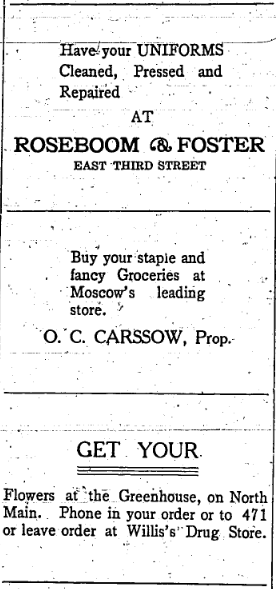 Have your UNIFORMS
Cleaned, Pressed and
Repaired
AT
ROSEBOOM & FOSTER
EAST THIRD STREET
Buy your staple and
fancy Groceries at
Moscow's leading
store.
O. C. CARSSOW, Prop.
GET YOUR
Flowers at the Greenhouse, on North
Main. Phone in your order or to 471
or leave order at Willis's Drug Store.